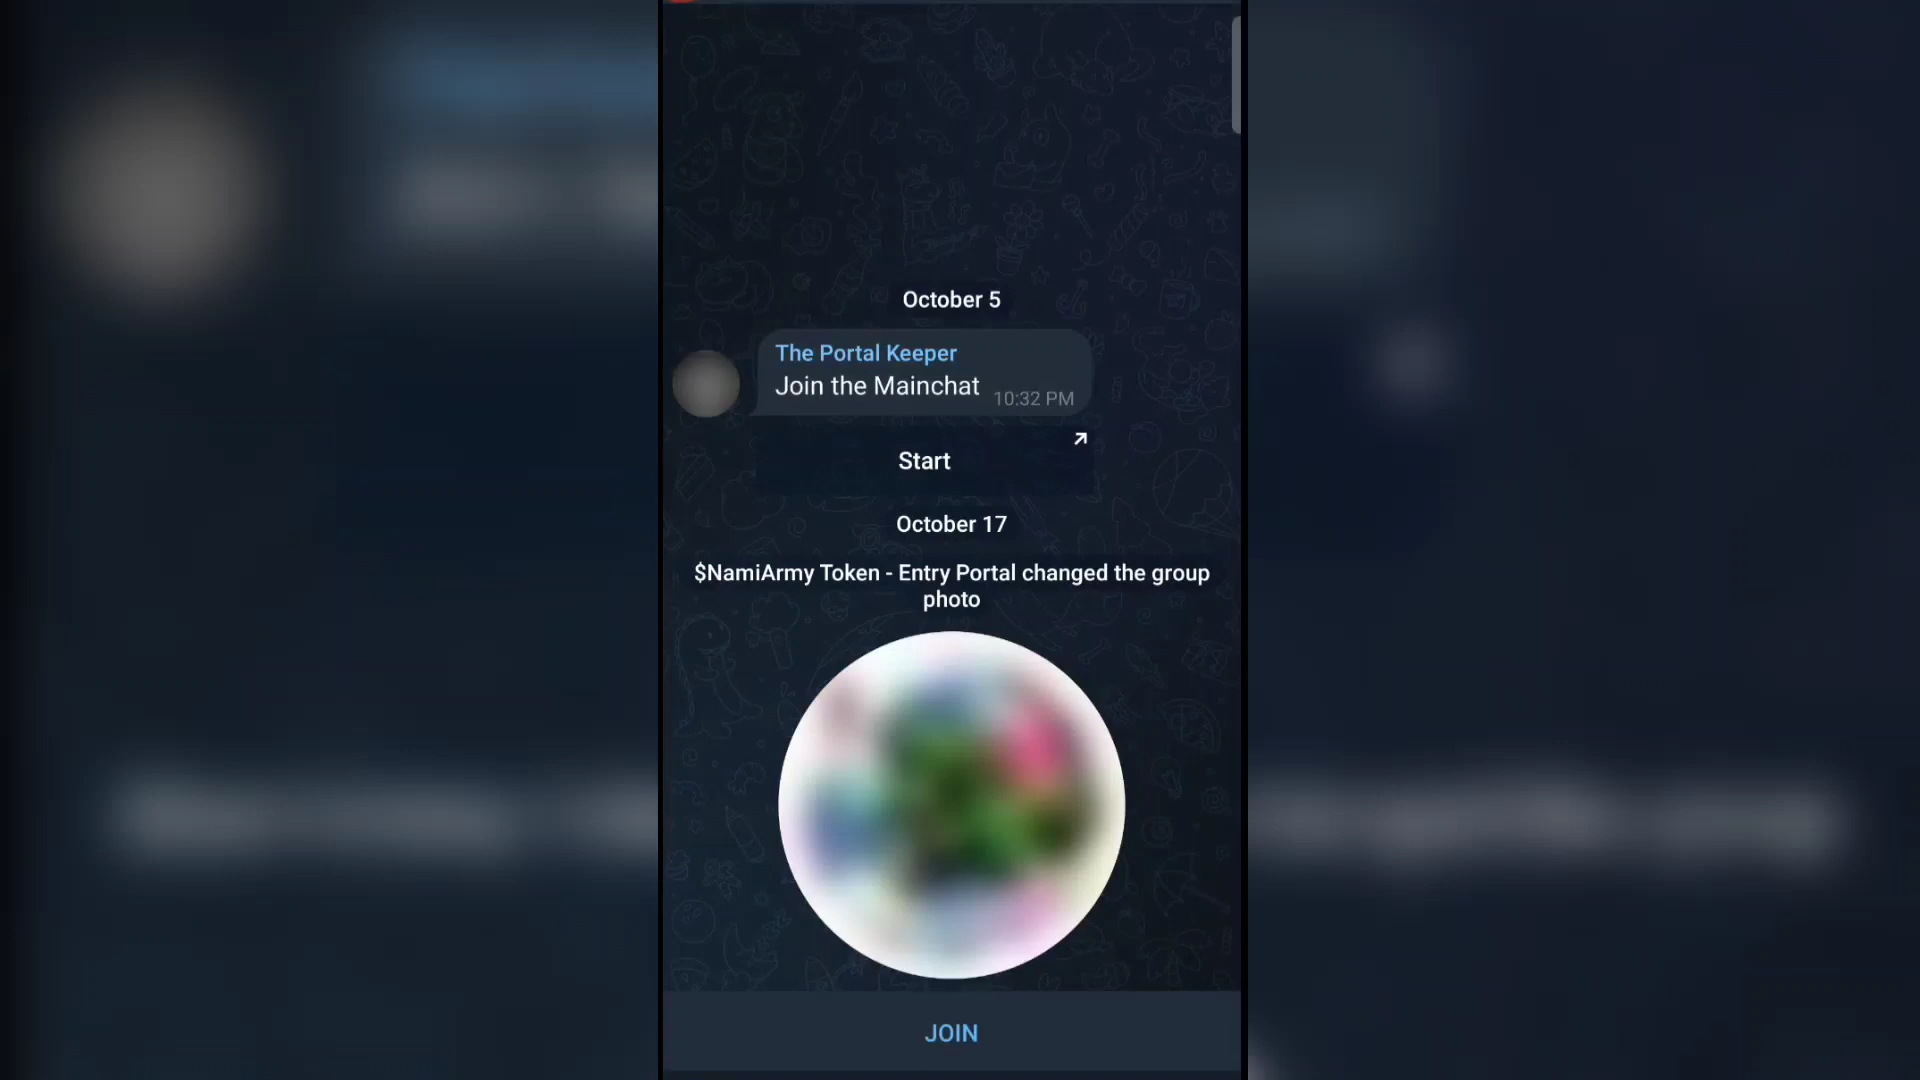 October 5
The Portal Keeper
Join the Mainchat
10:32 PM
Start
October 17
$NamiArmy Token - Entry Portal changed the group
photo
JOIN